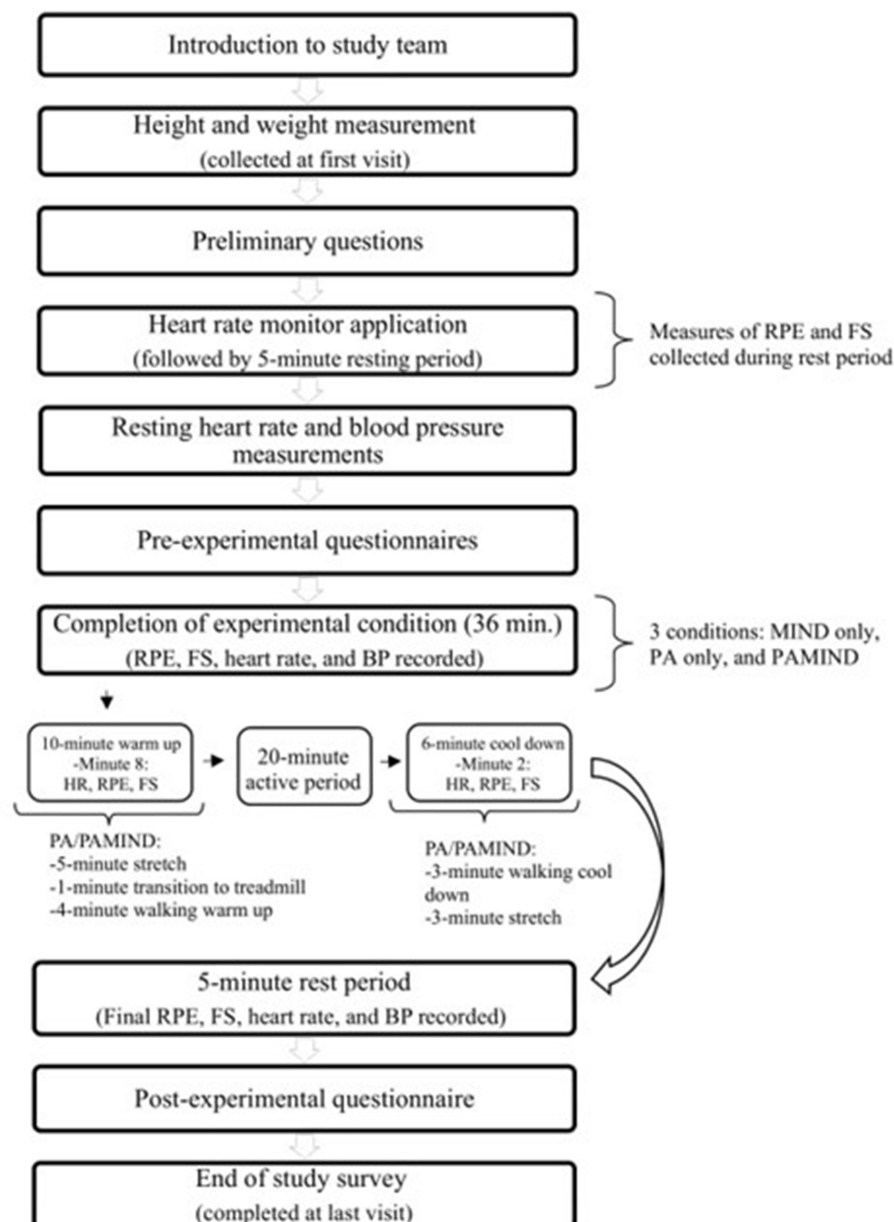 Introduction to study team
Height and weight measurement
(collected at first visit)
Preliminary questions
Heart rate monitor application
(followed by 5-minute resting period)
Measures of RPE and FS
collected during rest period
Resting heart rate and blood pressure
measurements
Pre-experimental questionnaires
Completion of experimental condition (36 min.)
(RPE, FS, heart rate, and BP recorded)
3 conditions: MIND only,
PA only, and PAMIND
10-minute warm up
-Minute 8:
HR, RPE, FS
20-minute
active period
6-minute cool down
-Minute 2:
HR, RPE, FS
PA/PAMIND:
-5-minute stretch
-1-minute transition to treadmill
-4-minute walking warm up
PA/PAMIND:
-3-minute walking cool
down
-3-minute stretch
5-minute rest period
(Final RPE, FS, heart rate, and BP recorded)
Post-experimental questionnaire
End of study survey
(completed at last visit)